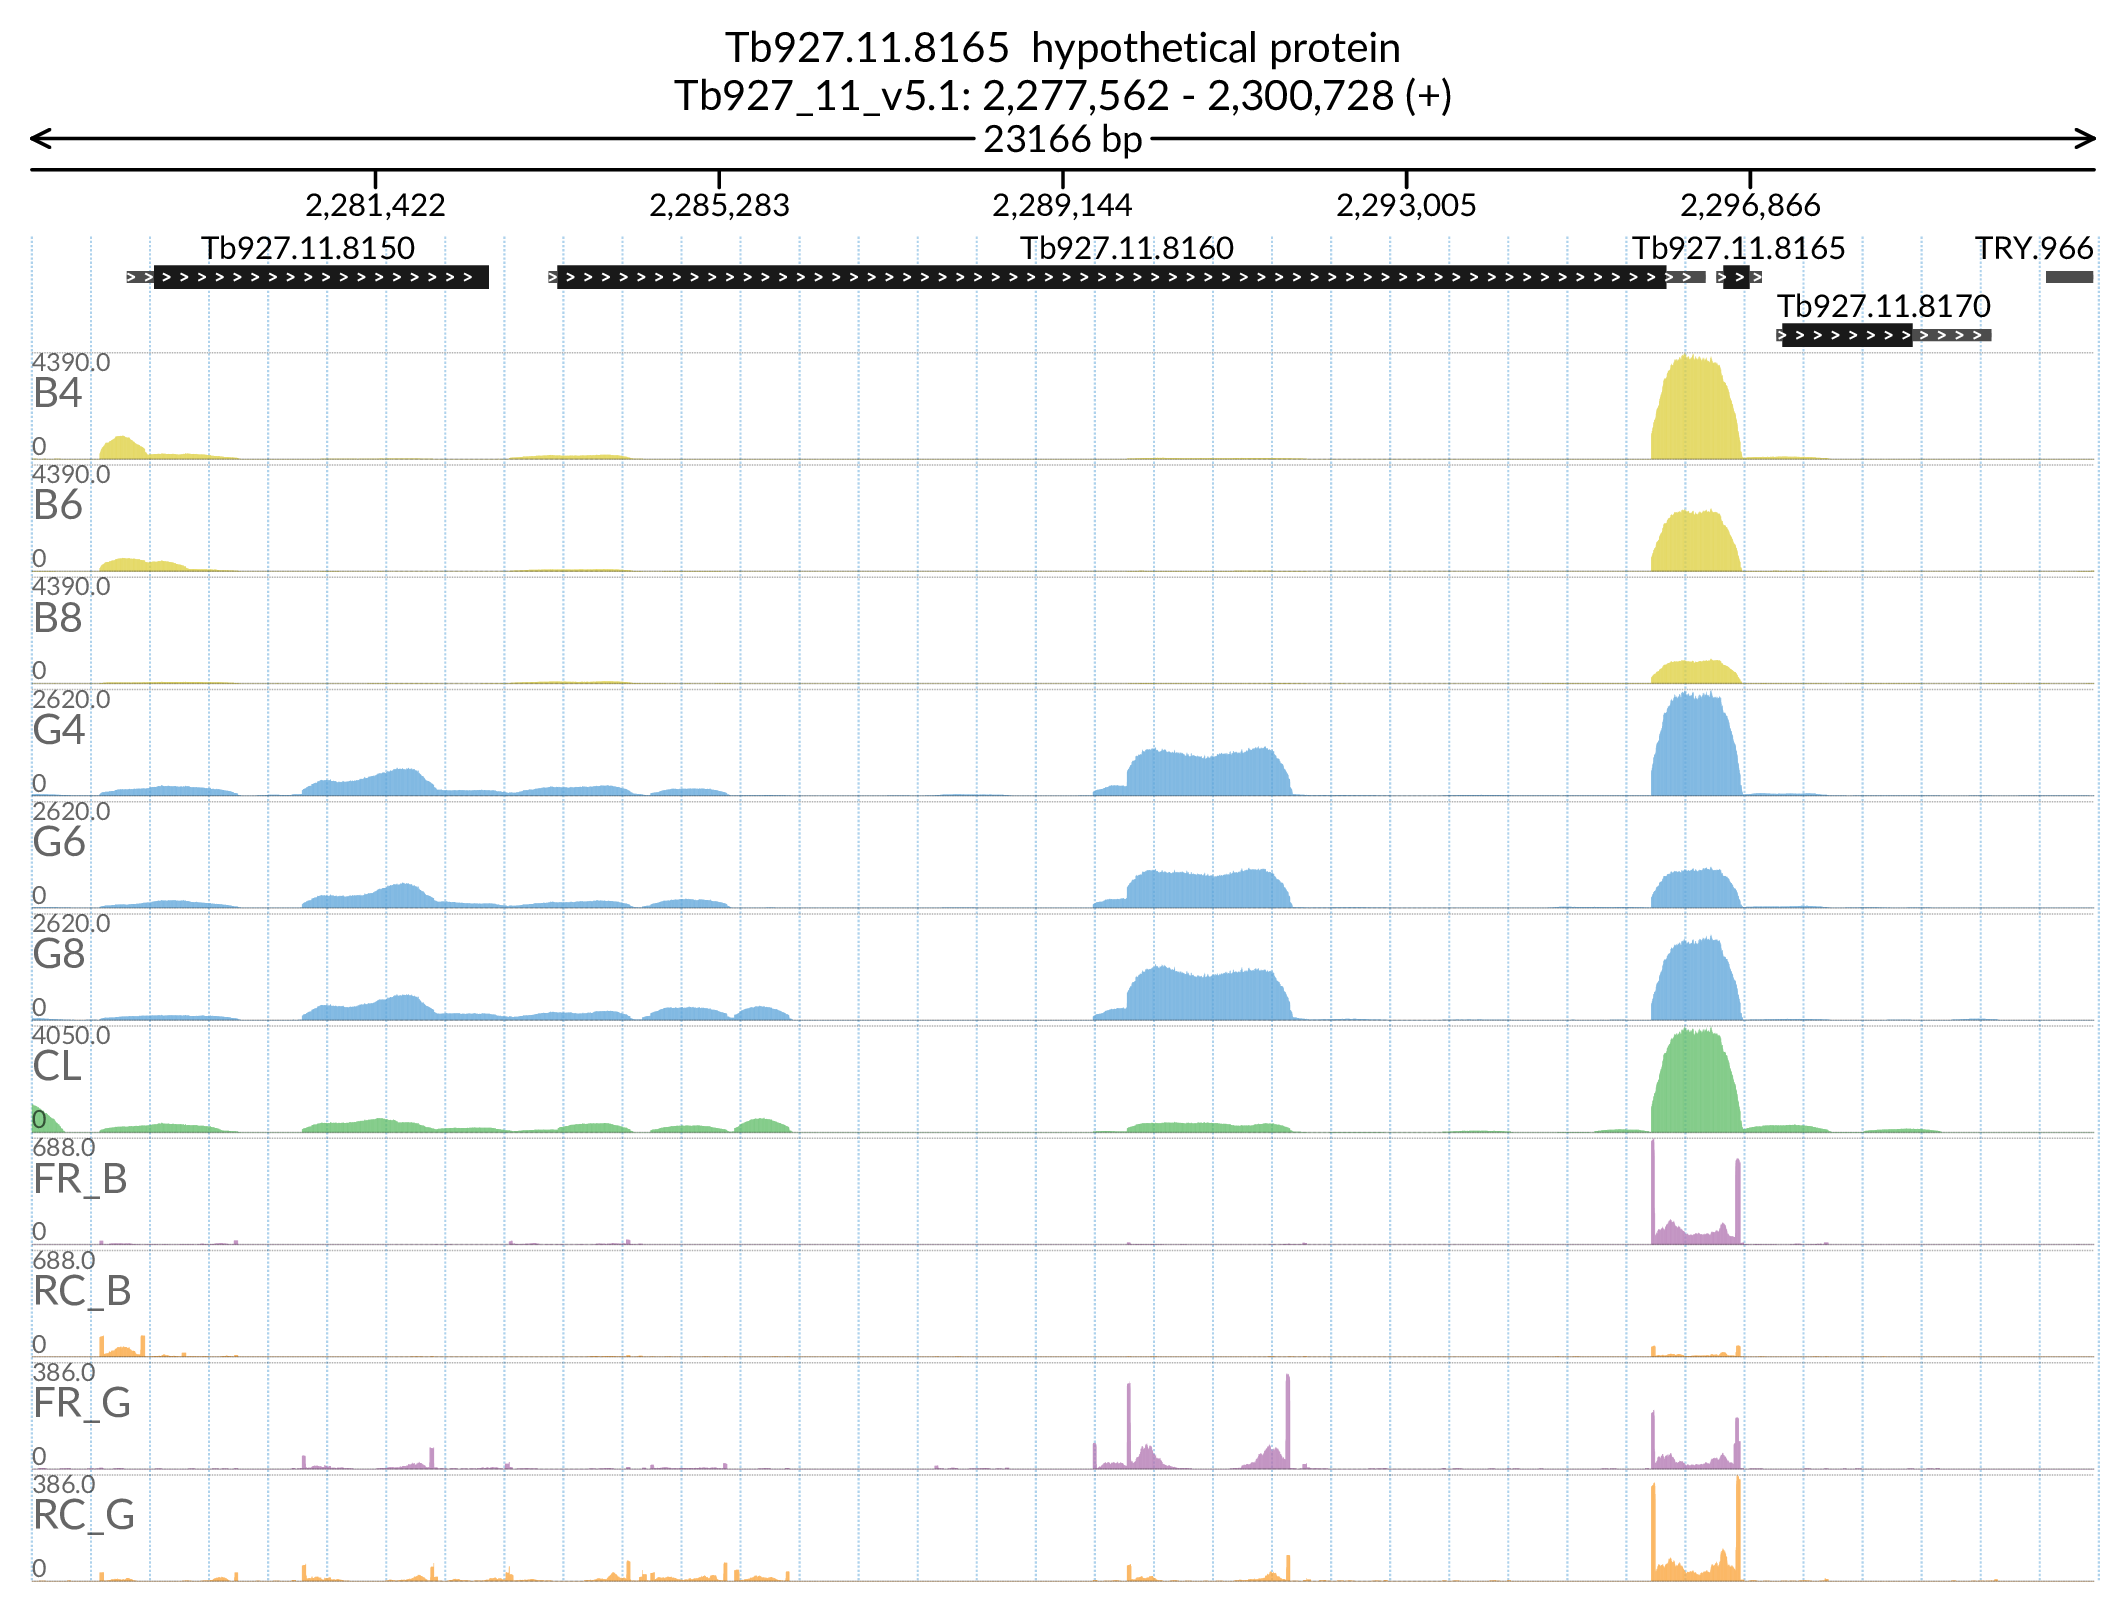 Tb927.11.8165 hypothetical protein
Tb927_11_v5.1: 2,277,562 - 2,300,728 (+)
23166 bp
2,281,422 2,285,283 2,289,144 2,293,005 2,296,866
Tb927.11.8150 Tb927.11.8160 Tb927.11.8165 TRY.966
Tb927.11.8170
4390.0
B4
0
4390.0
B6
0
4390.0
B8
0
2620.0
G4
0
2620.0
G6
0
2620.0
G8
0
4050.0
CL
0
688.0
FR_B
0
688.0
RC_B
0
386.0
FR_G
0
386.0
RC_G
0